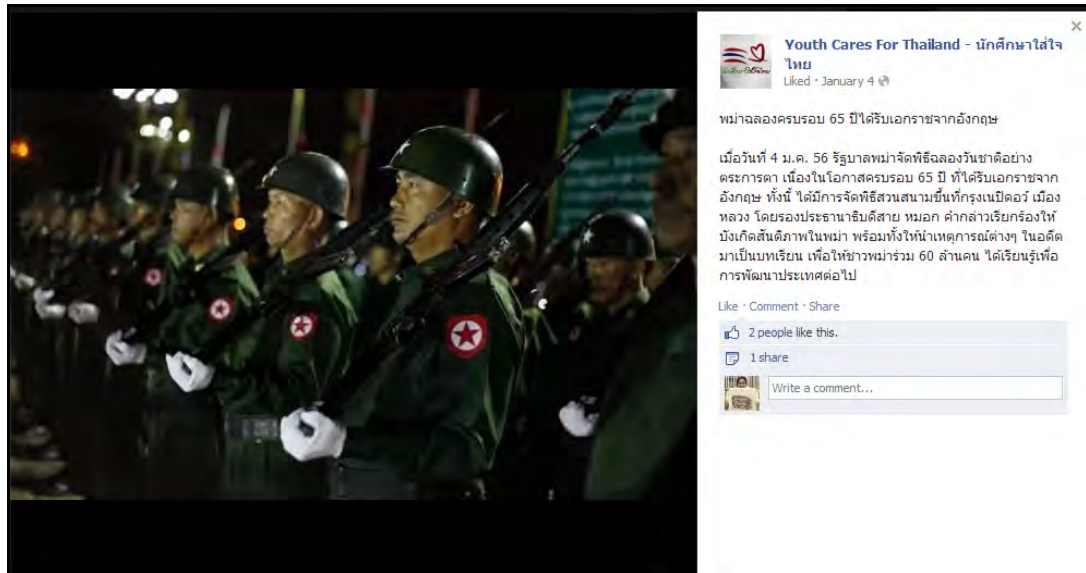 Youth Cares For Thailand - นักศึกษาใส่ใจ
ไทย
Liked · January 4
พม่าฉลองครบรอบ 65 ปีได้รับเอกราชจากอังกฤษ
เมื่อวันที่ 4 ม.ค. 56 รัฐบาลพม่าจัดพิธีฉลองวันชาติอย่าง
ตระการตา เนื่องในโอกาสครบรอบ 65 ปี ที่ได้รับเอกราชจาก
อังกฤษ ทั้งนี้ ได้มีการจัดพิธีสวนสนามขึ้นที่กรุงเนปิดอว์ เมือง
หลวง โดยรองประธานาธิบดีสาย หมอก คำกล่าวเรียกร้องให้
บังเกิดสันติภาพในพม่า พร้อมทั้งให้นำเหตุการณ์ต่างๆ ในอดีต
มาเป็นบทเรียน เพื่อให้ชาวพม่าร่วม 60 ล้านคน ได้เรียนรู้เพื่อ
การพัฒนาประเทศต่อไป
Like · Comment · Share
2 people like this.
1 share
Write a comment...